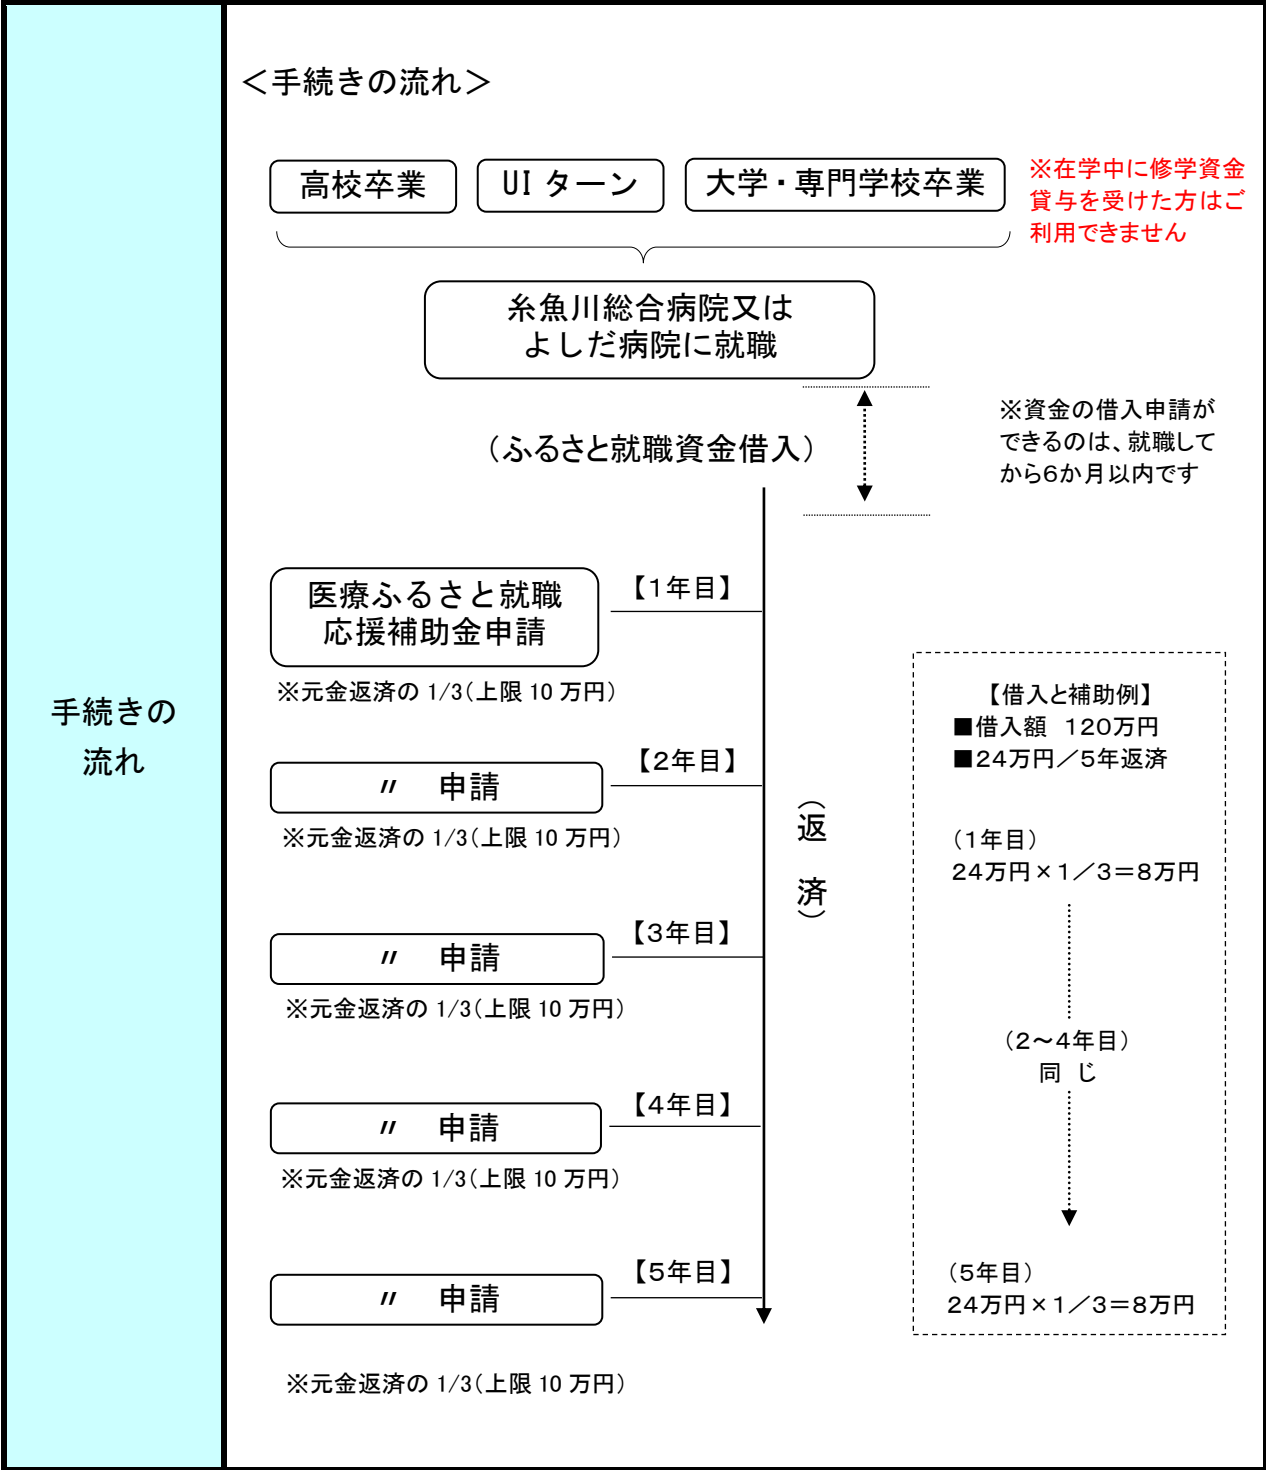 手続きの
流れ
＜手続きの流れ＞
高校卒業
UI ターン
大学・専門学校卒業
※在学中に修学資金
貸与を受けた方はご
利用できません
糸魚川総合病院又は
よしだ病院に就職
（ふるさと就職資金借入）
※資金の借入申請が
できるのは、就職して
から６か月以内です
医療ふるさと就職
応援補助金申請
【１年目】
※元金返済の 1/3（上限 10 万円）
〃　申請
【２年目】
※元金返済の 1/3（上限 10 万円）
〃　申請
【３年目】
※元金返済の 1/3（上限 10 万円）
〃　申請
【４年目】
※元金返済の 1/3（上限 10 万円）
〃　申請
【５年目】
※元金返済の 1/3（上限 10 万円）
（返　済）
【借入と補助例】
■借入額　１２０万円
■２４万円／５年返済
（１年目）
２４万円×１／３＝８万円
（２～４年目）
同　じ
（５年目）
２４万円×１／３＝８万円